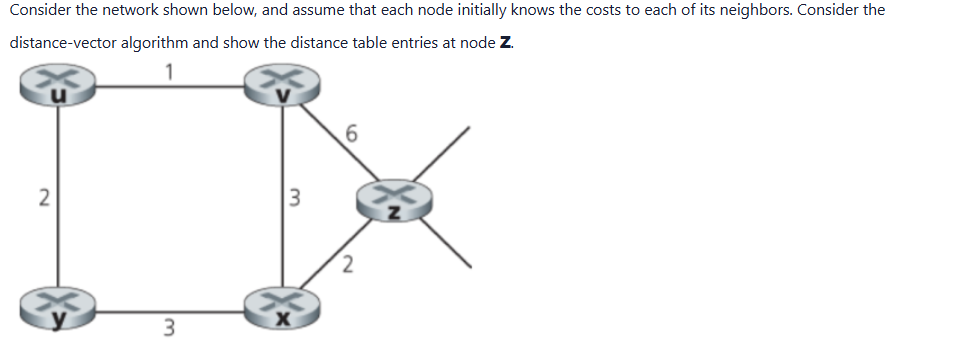 Consider the network shown below, and assume that each node initially knows the costs to each of its neighbors. Consider the
distance-vector algorithm and show the distance table entries at node Z.
1
u
v
6
2
3
z
2
y
3
x